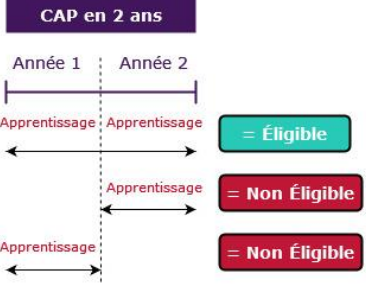 CAP en 2 ans
Année 1 Année 2
Apprentissage Apprentissage
= Éligible
Apprentissage
= Non Éligible
Apprentissage
= Non Éligible